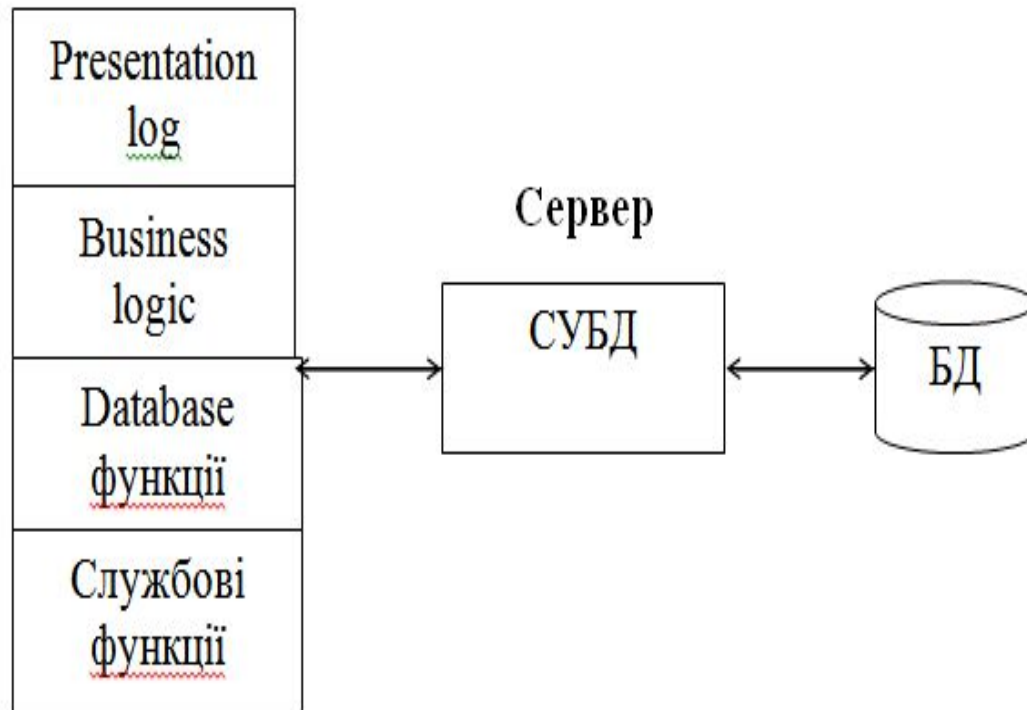 Presentation
log
Business
logic
Database
функції
Службові
функції
Сервер
СУБД
БД